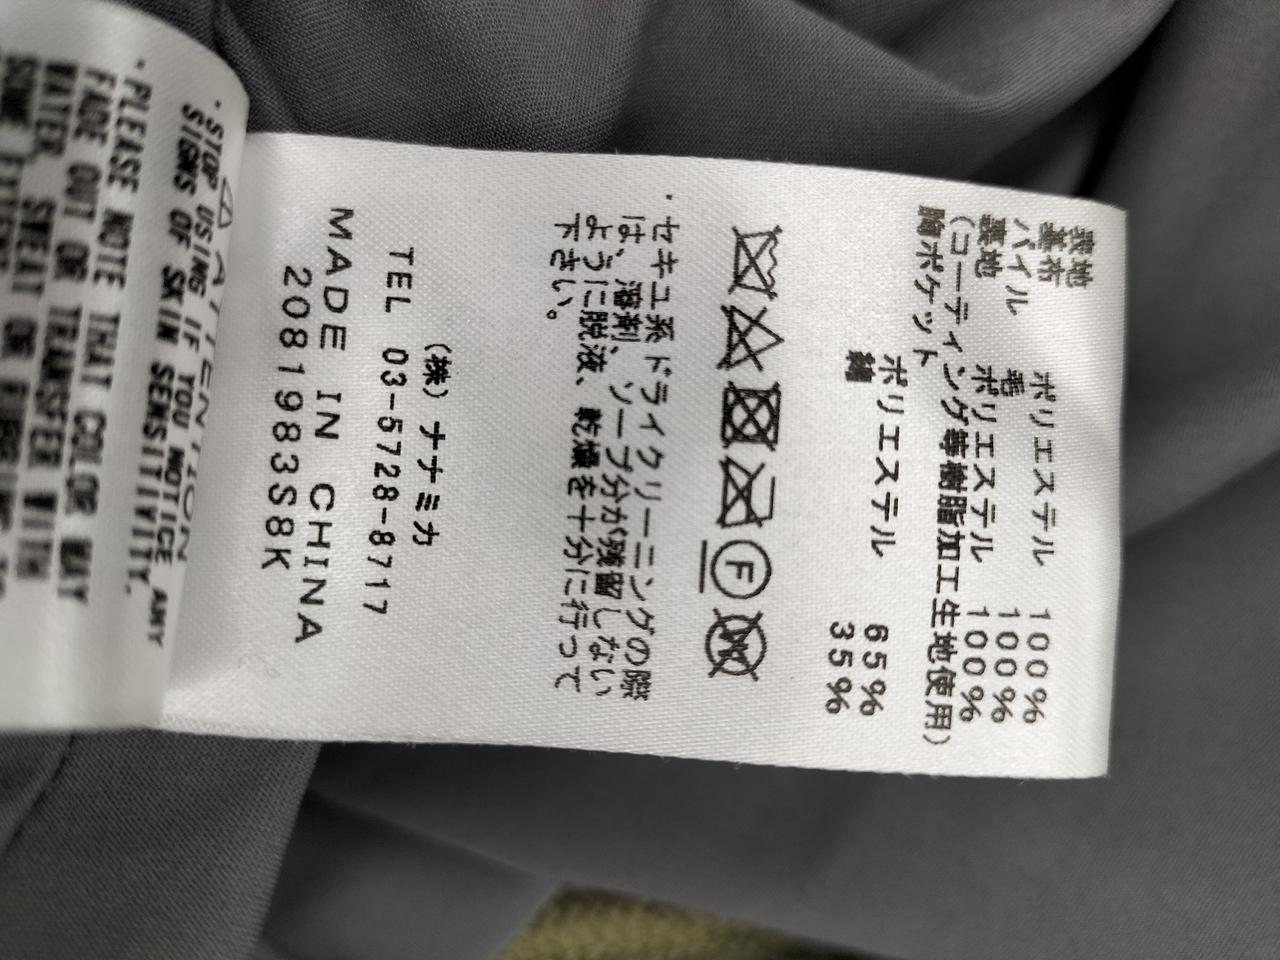 表地
基布 ポリエステル 100%
パイル 毛 100%
裏地 ポリエステル 100%
(コーティング等樹脂加工生地使用)
胸ポケット
ポリエステル 65%
綿 35%
・セキユ系ドライクリーニングの際
は、溶剤、ソープ分が残留しない
ように脱液、乾燥を十分に行って
下さい。
(株)ナナミカ
TEL 03-5728-8717
MADE IN CHINA
2081983S8K
ATTENTION
・STOP USING IF YOU NOTICE ANY
SIGNS OF SKIN SENSITIVITY.
・PLEASE NOTE THAT COLOR MAY
FADE OUT OR TRANSFER WITH
WATER, SWEAT OR
SOME